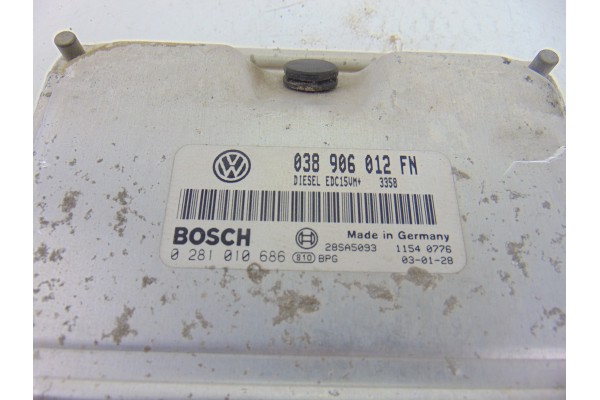 038 906 012 FN
DIESEL EDC15VM+ 3358
BOSCH
Made in Germany
28SA5093 1154 0776
0 281 010 686 810 BPG 03-01-28